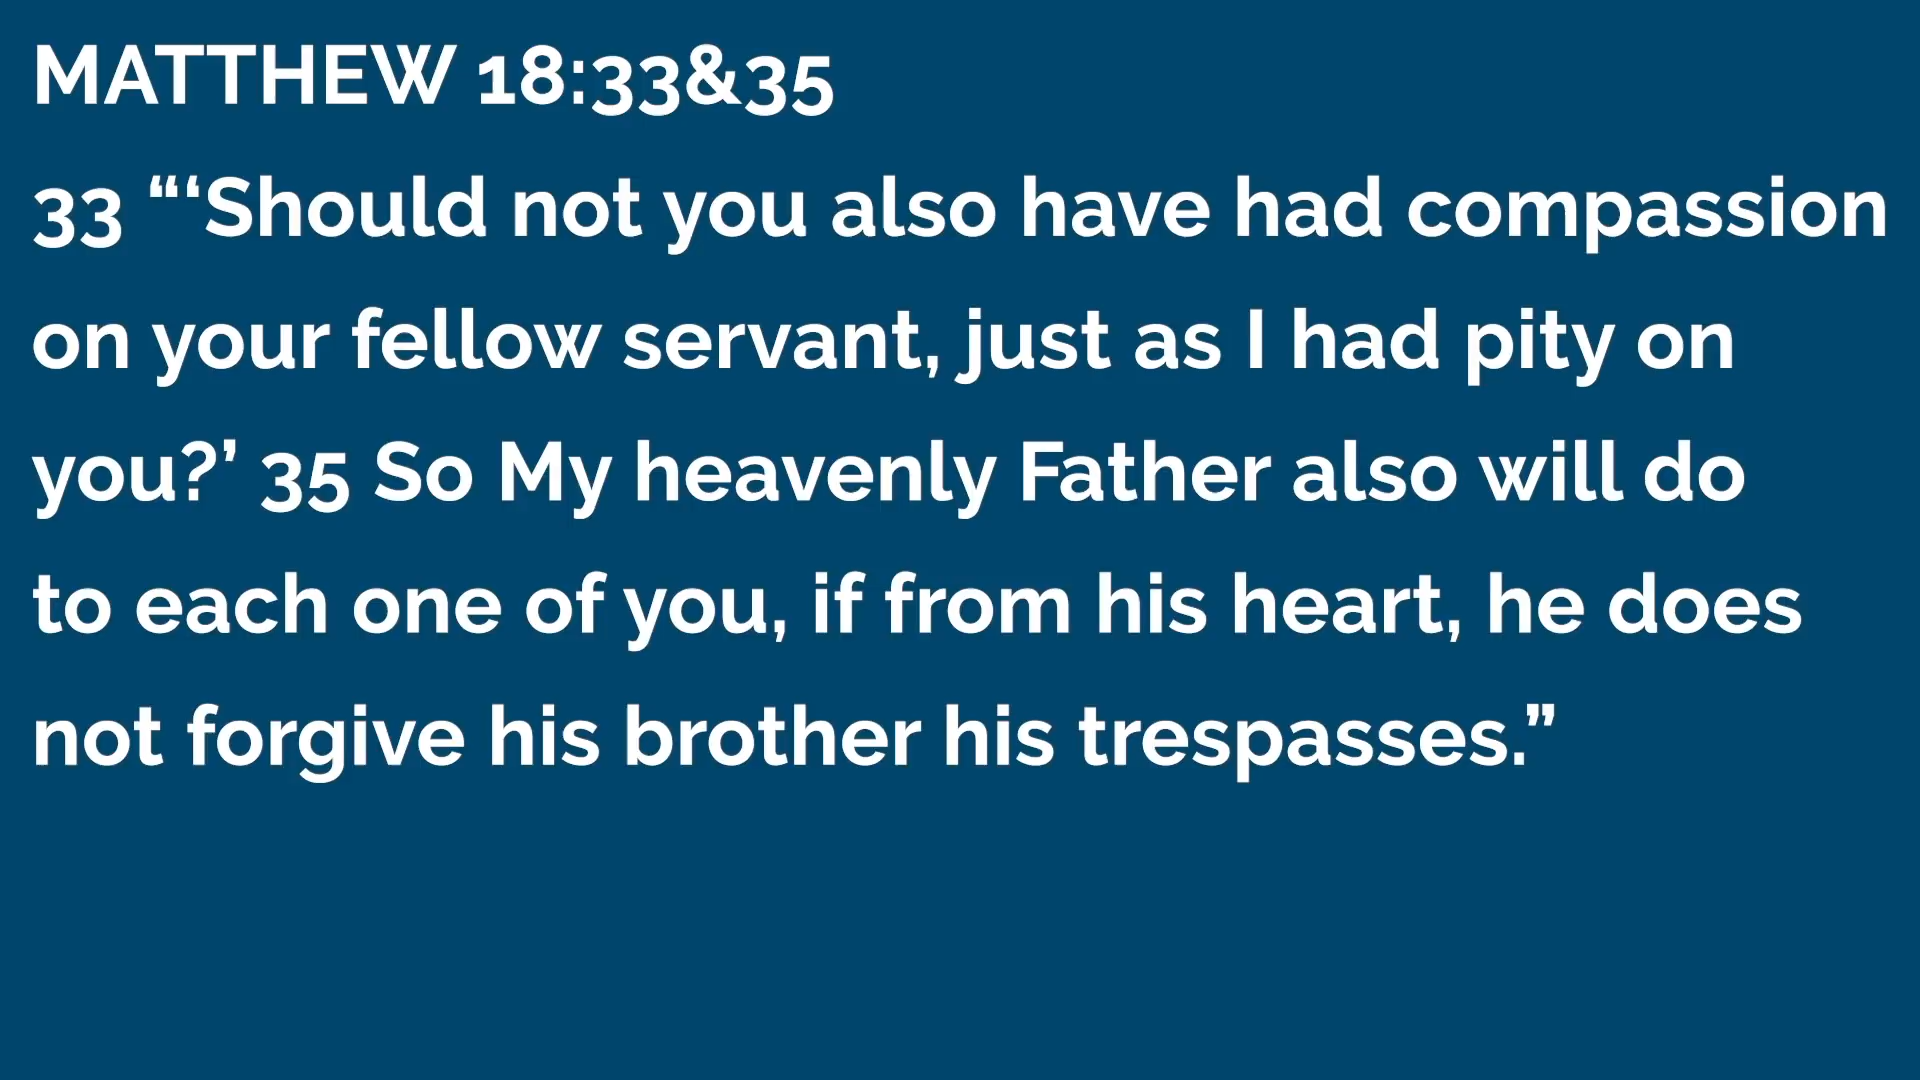 MATTHEW 18:33&35
33 “‘Should not you also have had compassion
on your fellow servant, just as I had pity on
you?’ 35 So My heavenly Father also will do
to each one of you, if from his heart, he does
not forgive his brother his trespasses.”